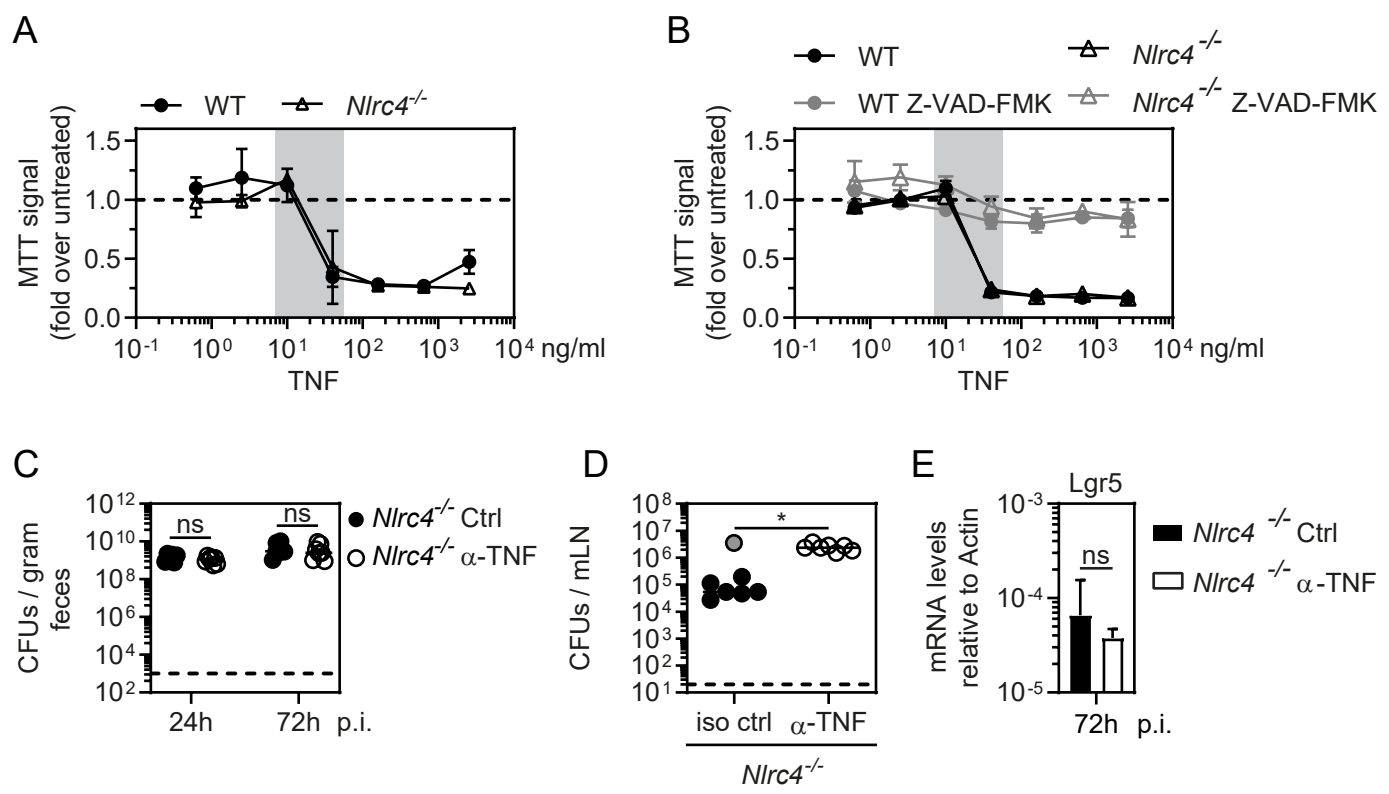 A
WT Nlrc4-/-
MTT signal
(fold over untreated)
1.5
1.0
0.5
0.0
10-1 100 101 102 103 104 ng/ml
TNF
B
WT Nlrc4-/-
WT Z-VAD-FMK Nlrc4-/- Z-VAD-FMK
MTT signal
(fold over untreated)
1.5
1.0
0.5
0.0
10-1 100 101 102 103 104 ng/ml
TNF
C
CFUs / gram
feces
1012
1010
108
106
104
102
ns ns
Nlrc4-/- Ctrl
Nlrc4-/- α-TNF
24h 72h p.i.
D
CFUs / mLN
108
107
106
105
104
103
102
101
*
iso ctrl α-TNF
Nlrc4-/-
E
Lgr5
mRNA levels
relative to Actin
10-3
10-4
10-5
ns
Nlrc4 -/- Ctrl
Nlrc4 -/- α-TNF
72h p.i.